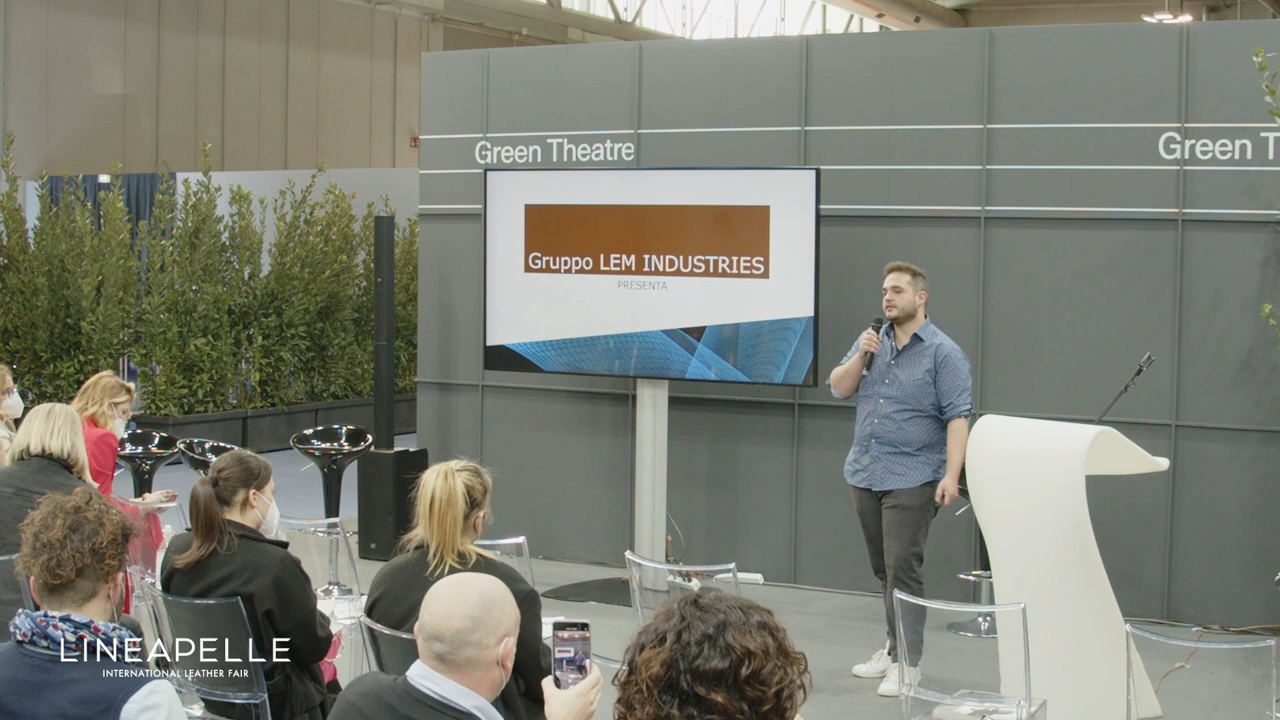 Green Theatre
Green T
Gruppo LEM INDUSTRIES
PRESENTA
LINEAPELLE
INTERNATIONAL LEATHER FAIR